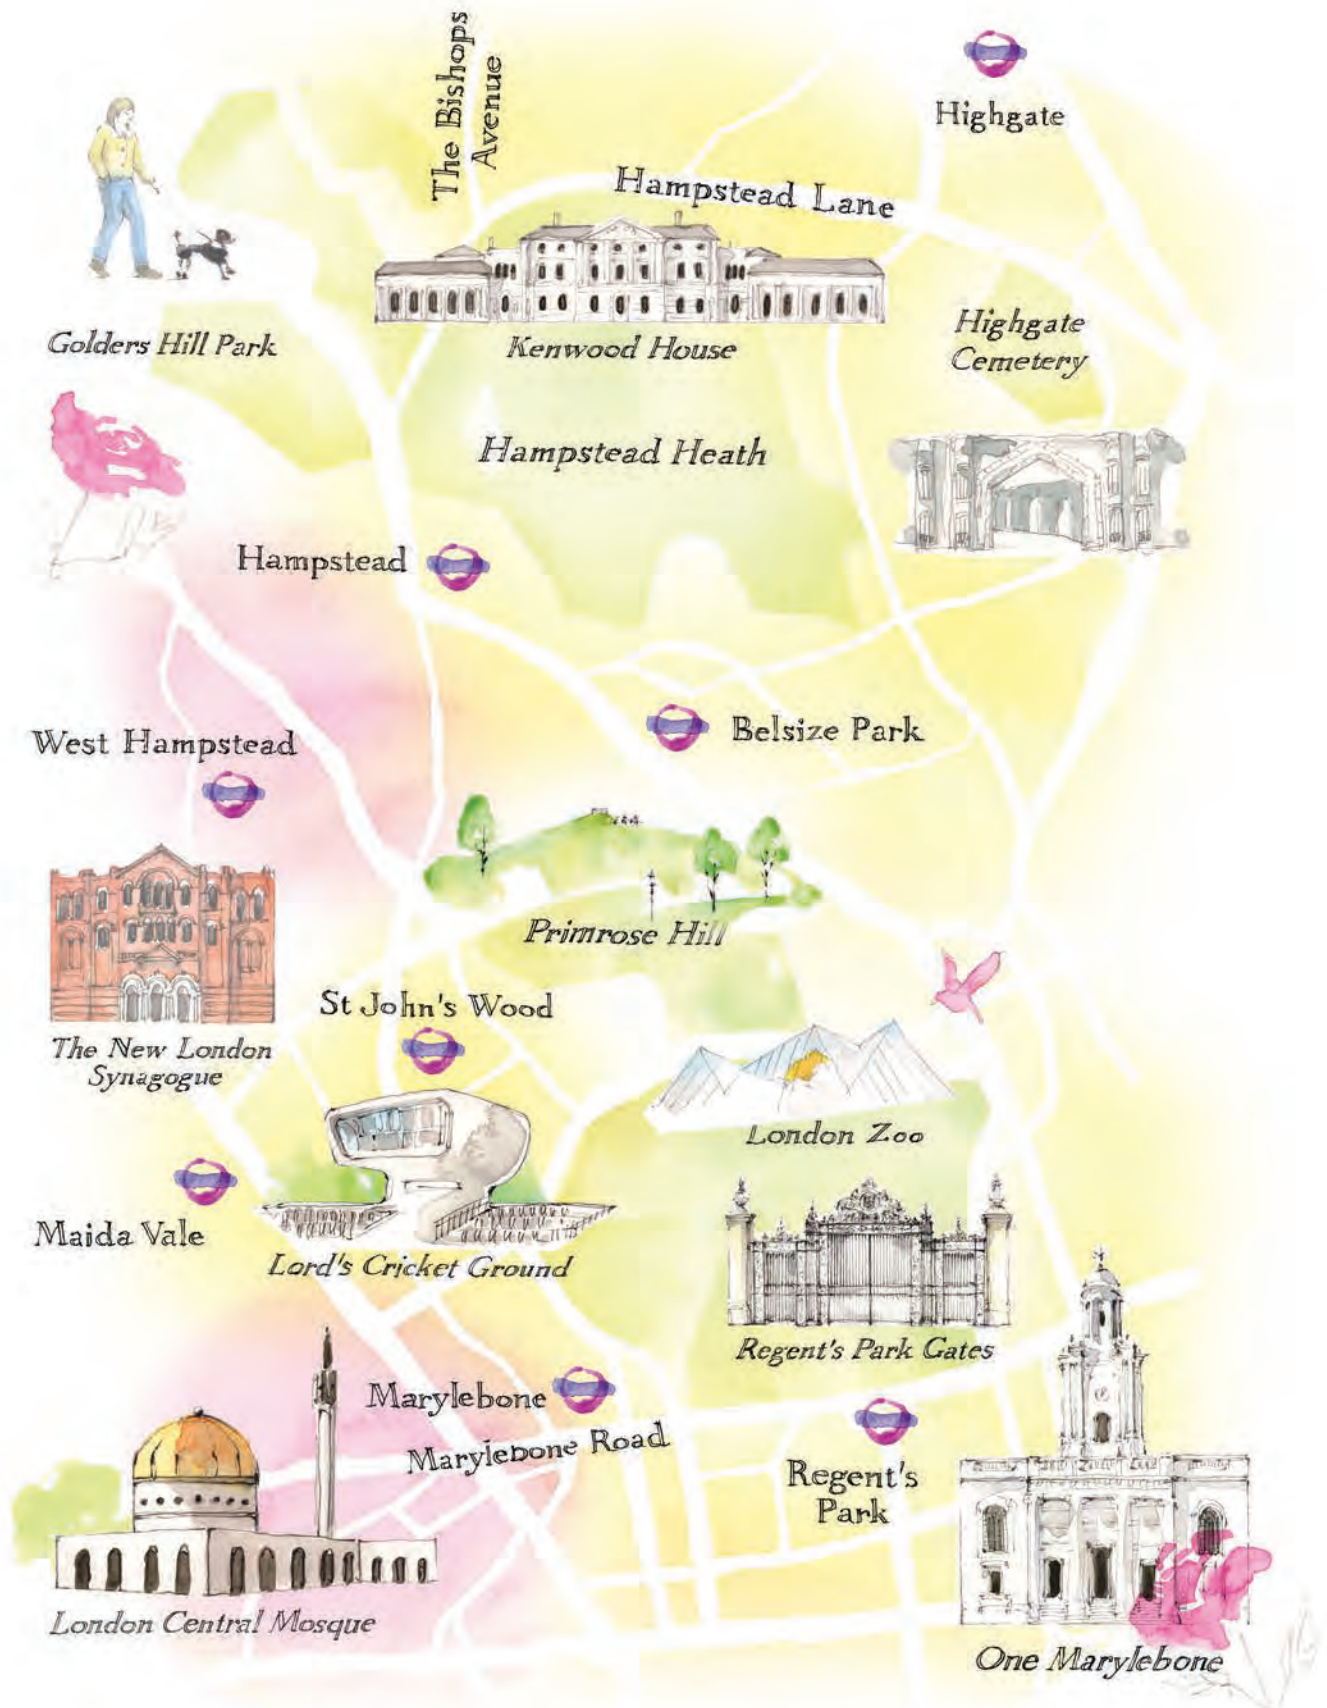 The Bishops
Avenue
Highgate
Hampstead Lane
Golders Hill Park
Kenwood House
Highgate
Cemetery
Hampstead Heath
Hampstead
West Hampstead
Belsize Park
Primrose Hill
St John's Wood
The New London
Synagogue
London Zoo
Maida Vale
Lord's Cricket Ground
Regent's Park Gates
Marylebone
Marylebone Road
Regent's
Park
London Central Mosque
One Marylebone